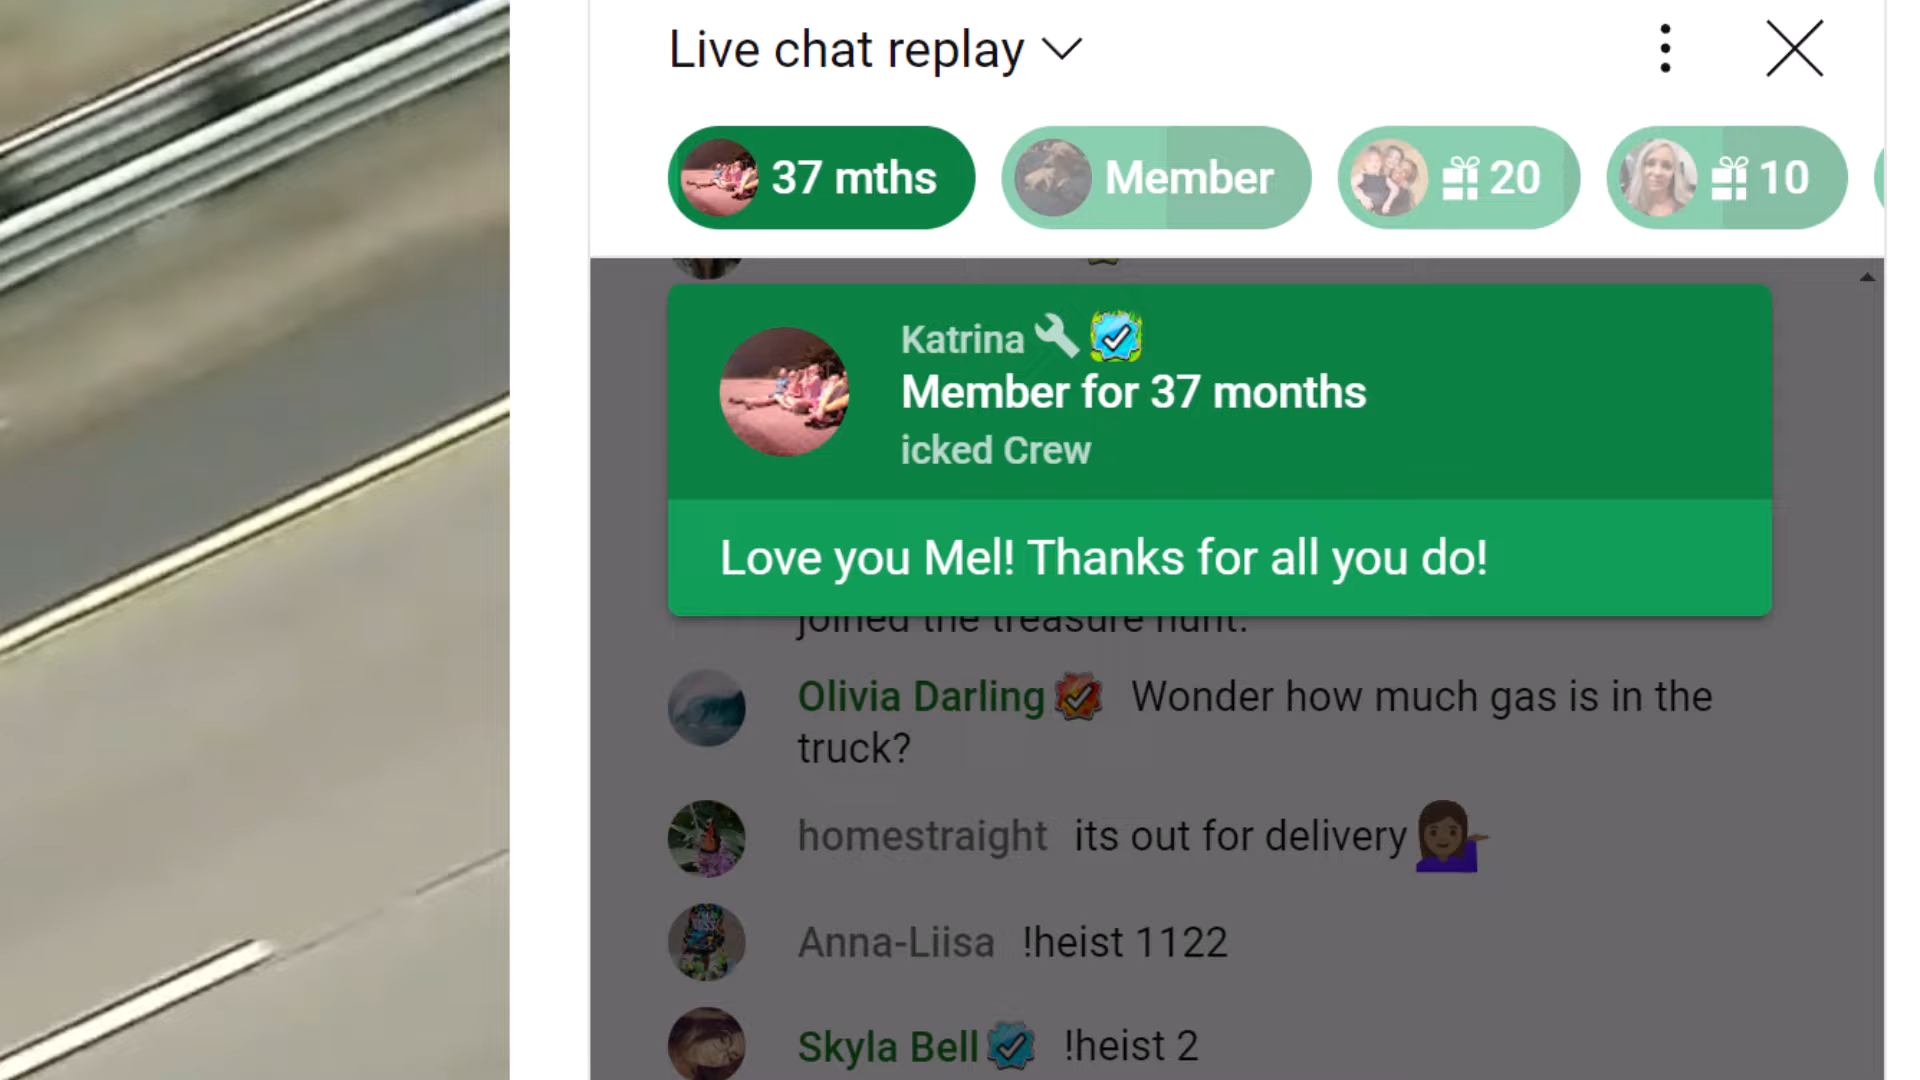 Live chat replay
37 mths
Member
20
10
Katrina
Member for 37 months
icked Crew
Love you Mel! Thanks for all you do!
joined the treasure hunt.
Olivia Darling Wonder how much gas is in the
truck?
homestraight its out for delivery
Anna-Liisa !heist 1122
Skyla Bell !heist 2